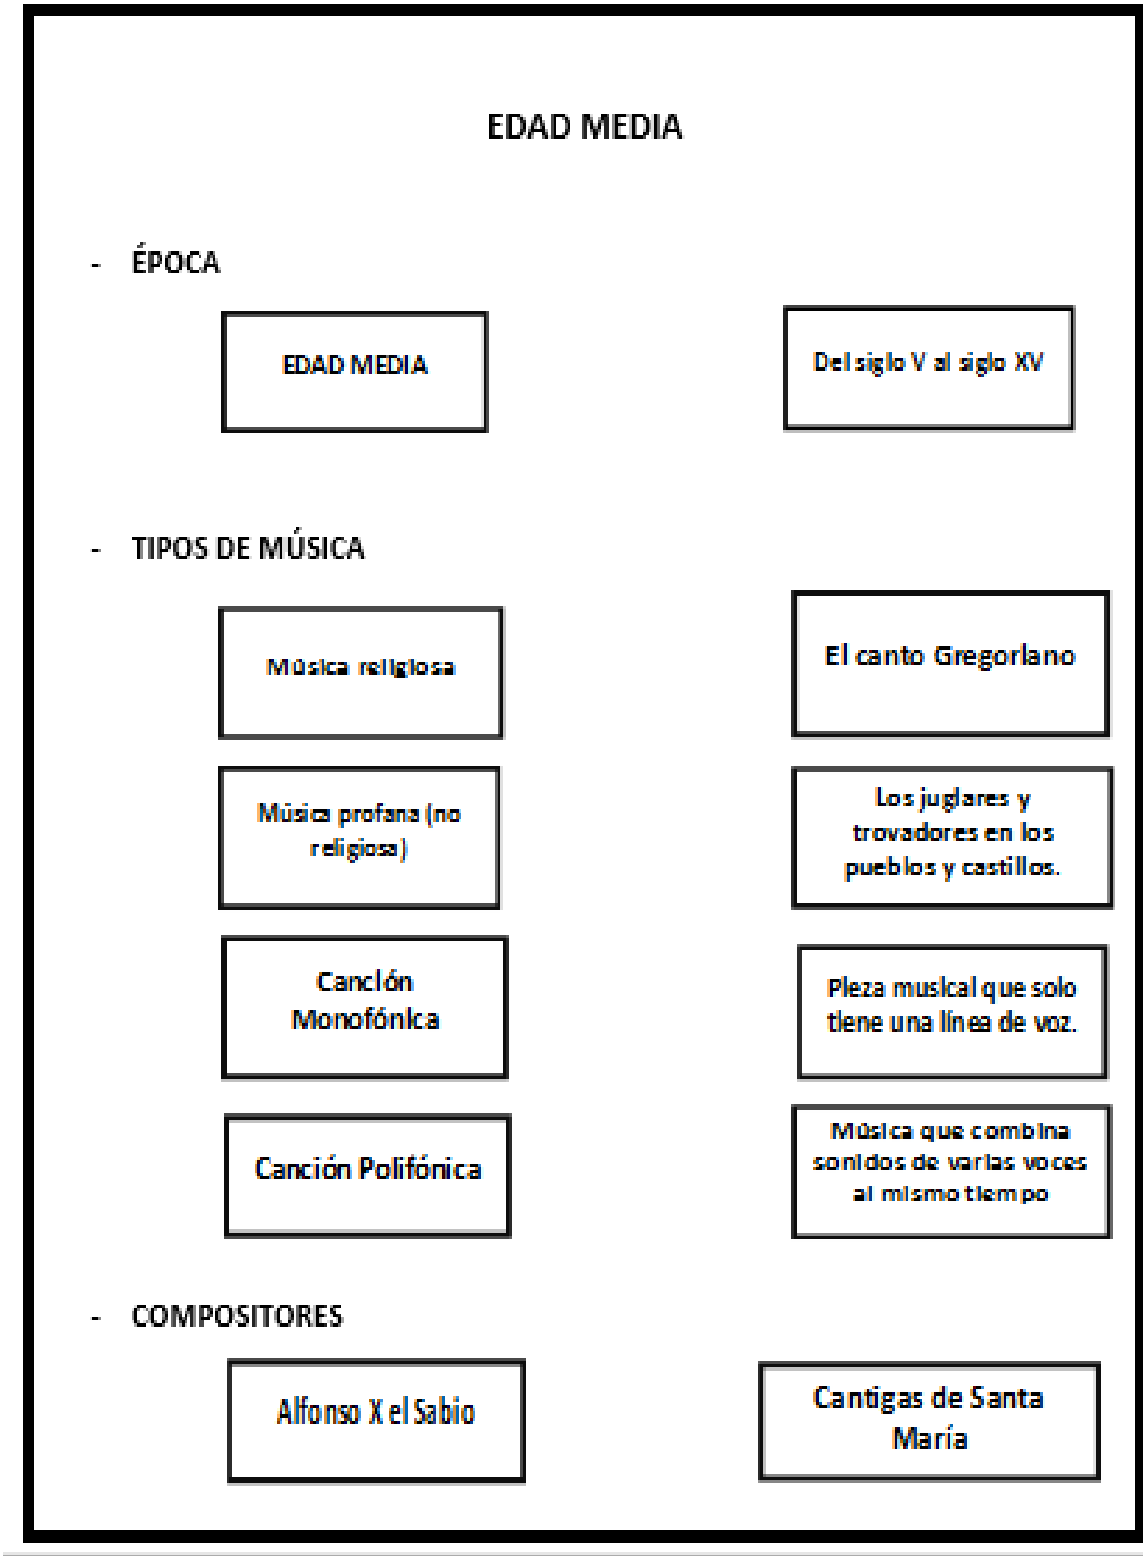 EDAD MEDIA
- ÉPOCA
EDAD MEDIA
Del siglo V al siglo XV
- TIPOS DE MÚSICA
Música religiosa
El canto Gregoriano
Música profana (no
religiosa)
Los juglares y
trovadores en los
pueblos y castillos.
Canción
Monofónica
Pieza musical que solo
tiene una línea de voz.
Canción Polifónica
Música que combina
sonidos de varias voces
al mismo tiempo
- COMPOSITORES
Alfonso X el Sabio
Cantigas de Santa
María